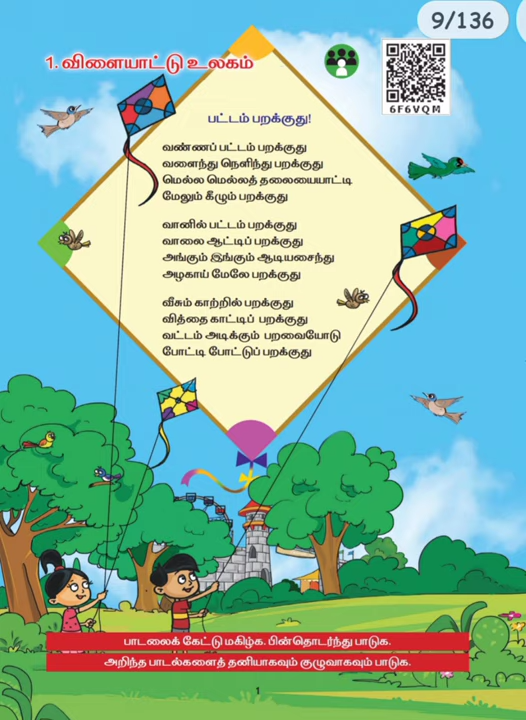 9/136
1. விளையாட்டு உலகம்
6F6VQM
பட்டம் பறக்குது!
வண்ணப் பட்டம் பறக்குது
வளைந்து நெளிந்து பறக்குது
மெல்ல மெல்லத் தலையையாட்டி
மேலும் கீழும் பறக்குது
வானில் பட்டம் பறக்குது
வாலை ஆட்டிப் பறக்குது
அங்கும் இங்கும் ஆடியசைந்து
அழகாய் மேலே பறக்குது
வீசும் காற்றில் பறக்குது
வித்தை காட்டிப் பறக்குது
வட்டம் அடிக்கும் பறவையோடு
போட்டி போட்டுப் பறக்குது
பாடலைக் கேட்டு மகிழ்க. பின்தொடர்ந்து பாடுக.
அறிந்த பாடல்களைத் தனியாகவும் குழுவாகவும் பாடுக.
1